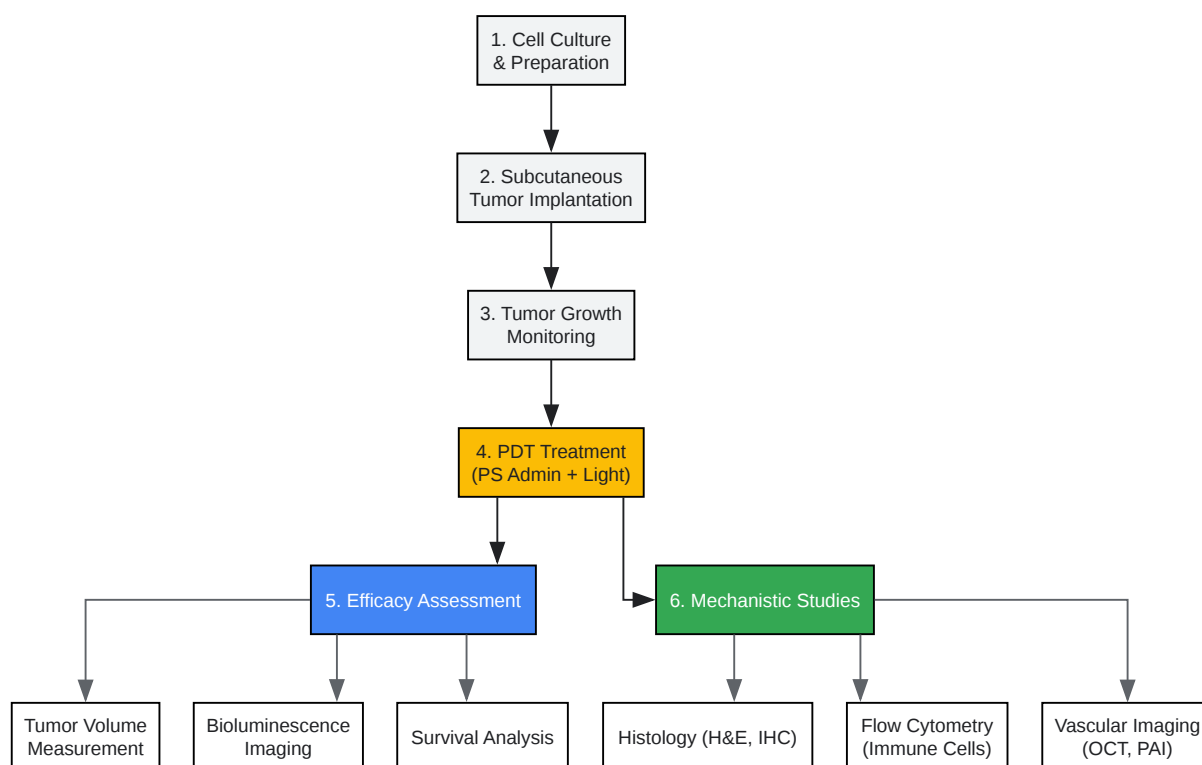 1. Cell Culture
& Preparation
2. Subcutaneous
Tumor Implantation
3. Tumor Growth
Monitoring
4. PDT Treatment
(PS Admin + Light)
5. Efficacy Assessment
6. Mechanistic Studies
Tumor Volume
Measurement
Bioluminescence
Imaging
Survival Analysis
Histology (H&E, IHC)
Flow Cytometry
(Immune Cells)
Vascular Imaging
(OCT, PAI)